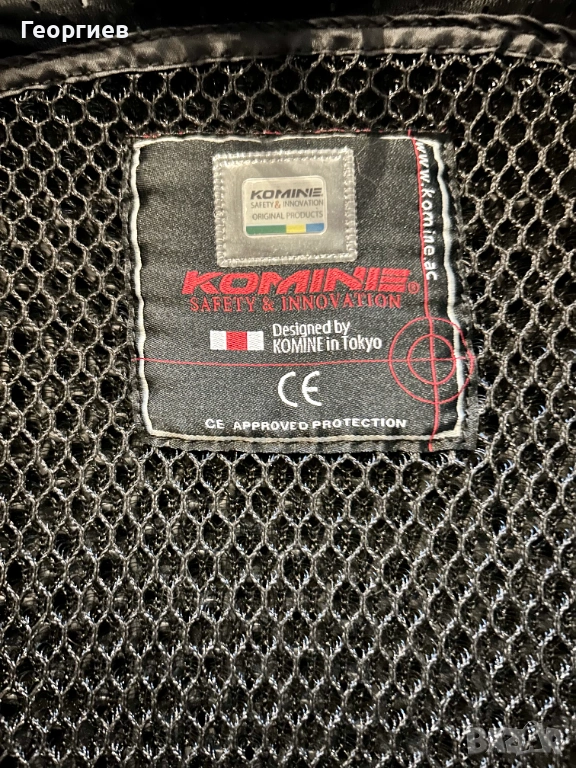 Георгиев
KOMINE
SAFETY & INNOVATION
ORIGINAL PRODUCTS
www.komine.ac
KOMINE®
SAFETY & INNOVATION
Designed by
KOMINE in Tokyo
CE
CE APPROVED PROTECTION